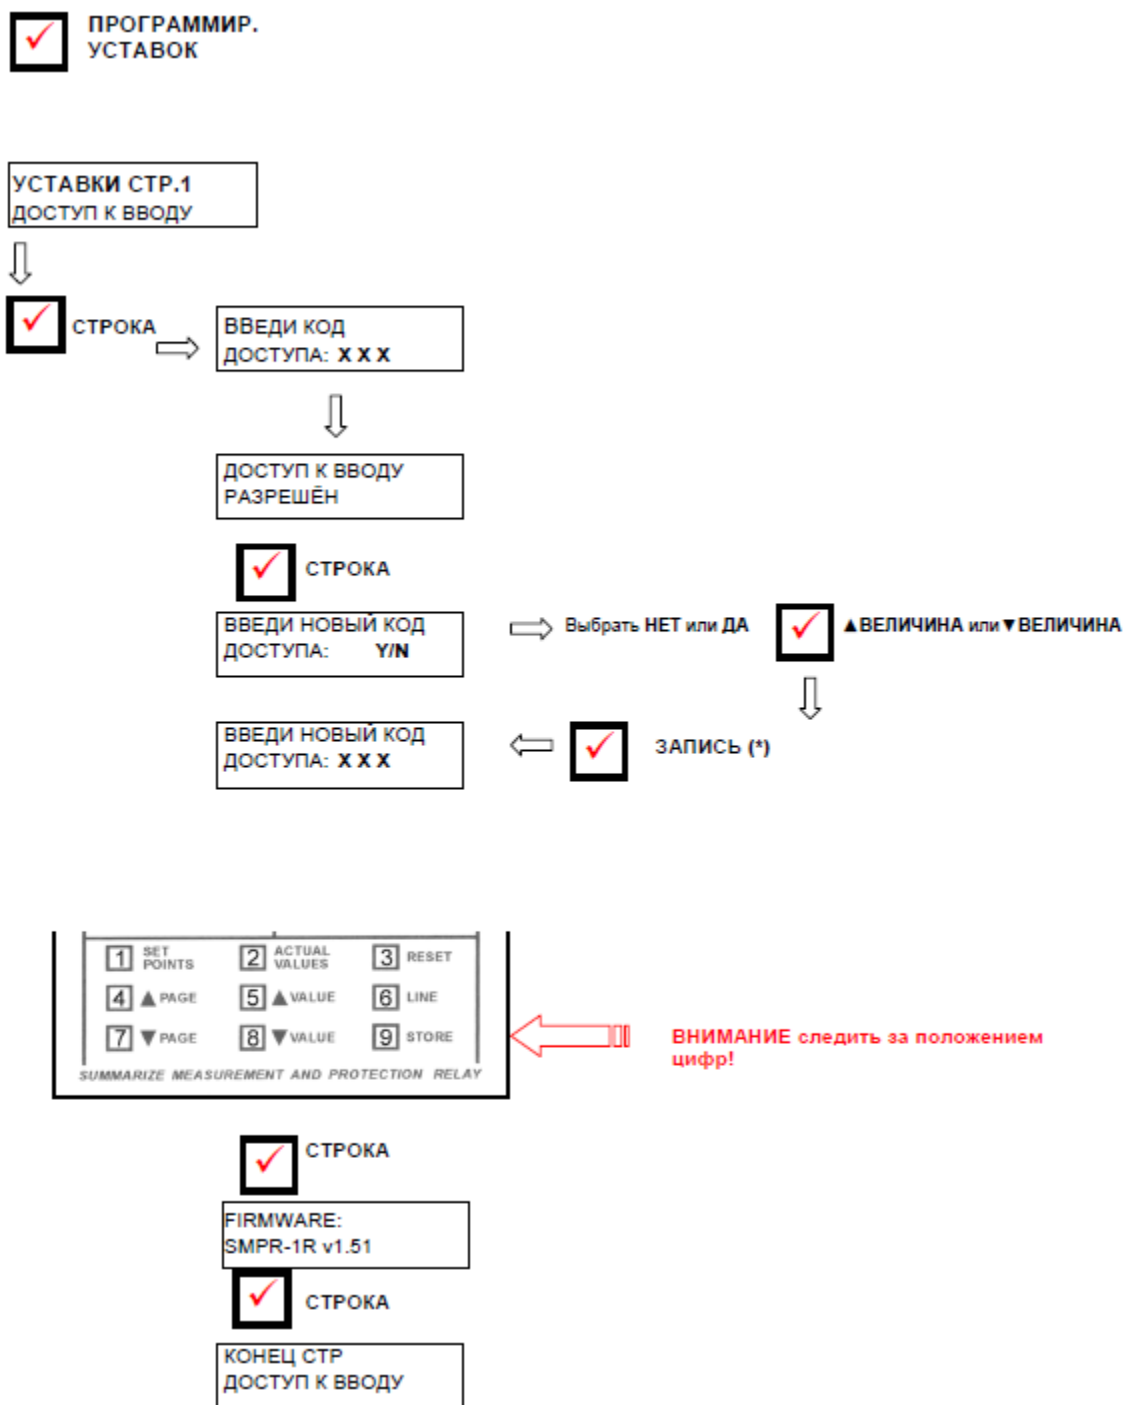 ПРОГРАММИР.
УСТАВОК
УСТАВКИ СТР.1
ДОСТУП К ВВОДУ
СТРОКА
ВВЕДИ КОД
ДОСТУПА: X X X
ДОСТУП К ВВОДУ
РАЗРЕШЁН
СТРОКА
ВВЕДИ НОВЫЙ КОД
ДОСТУПА: Y/N
Выбрать НЕТ или ДА
▲ВЕЛИЧИНА или ▼ВЕЛИЧИНА
ВВЕДИ НОВЫЙ КОД
ДОСТУПА: X X X
ЗАПИСЬ (*)
1 SET POINTS 2 ACTUAL VALUES 3 RESET
4 ▲ PAGE 5 ▲ VALUE 6 LINE
7 ▼ PAGE 8 ▼ VALUE 9 STORE
SUMMARIZE MEASUREMENT AND PROTECTION RELAY
ВНИМАНИЕ следить за положением
цифр!
СТРОКА
FIRMWARE:
SMPR-1R v1.51
СТРОКА
КОНЕЦ СТР
ДОСТУП К ВВОДУ